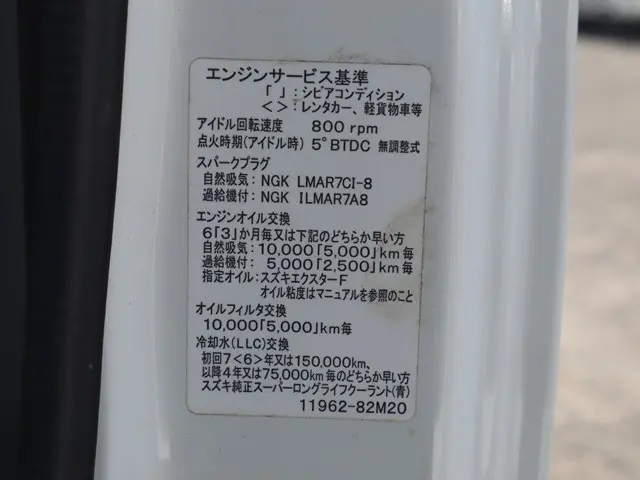 エンジンサービス基準
「 」:シビアコンディション
< >:レンタカー、軽貨物車等
アイドル回転速度 800 rpm
点火時期(アイドル時) 5°BTDC 無調整式
スパークプラグ
自然吸気:NGK LMAR7CI-8
過給機付:NGK ILMAR7A8
エンジンオイル交換
6「3」か月毎又は下記のどちらか早い方
自然吸気:10,000「5,000」km毎
過給機付:5,000「2,500」km毎
指定オイル:スズキエクスターF
オイル粘度はマニュアルを参照のこと
オイルフィルタ交換
10,000「5,000」km毎
冷却水(LLC)交換
初回7<6>年又は150,000km、
以降4年又は75,000km毎のどちらか早い方
スズキ純正スーパーロングライフクーラント(青)
11962-82M20